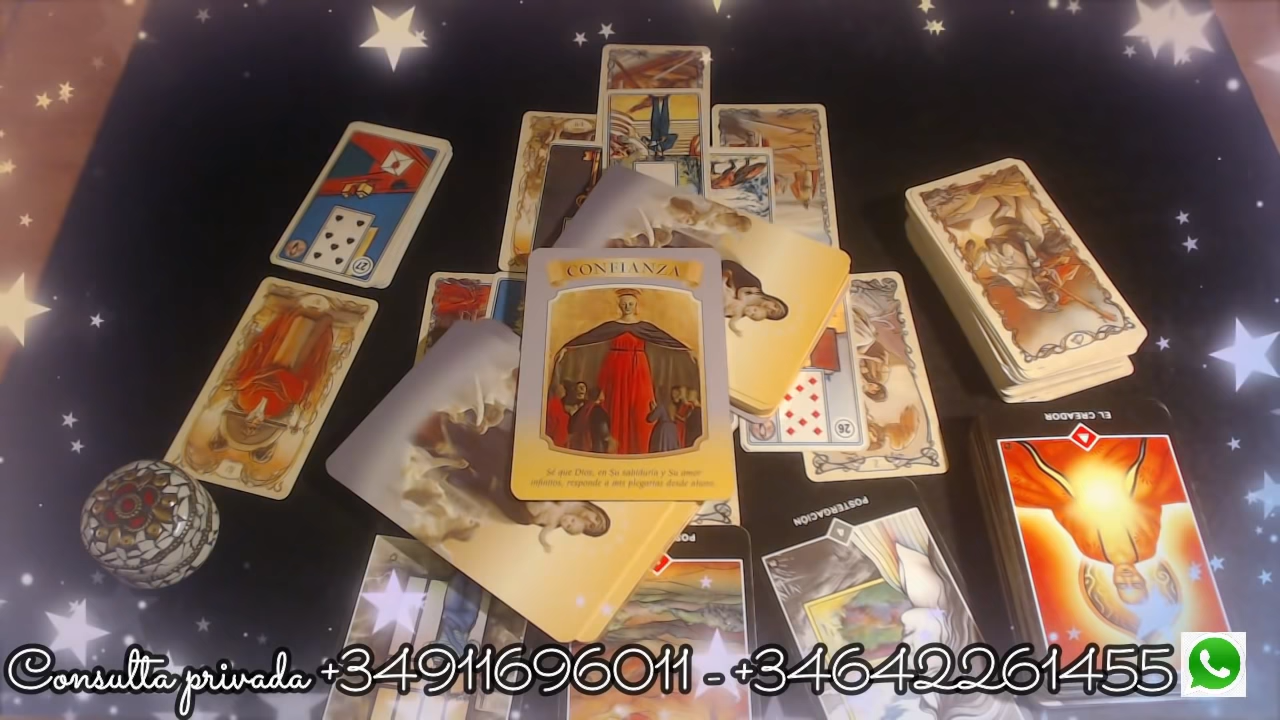 27
CONFIANZA
Sé que Dios, en Su sabiduría y Su amor
infinitos, responde a mis plegarias desde ahora.
26
EL CREADOR
POSTERGACIÓN
Consulta privada +34911696011 - +34642261455